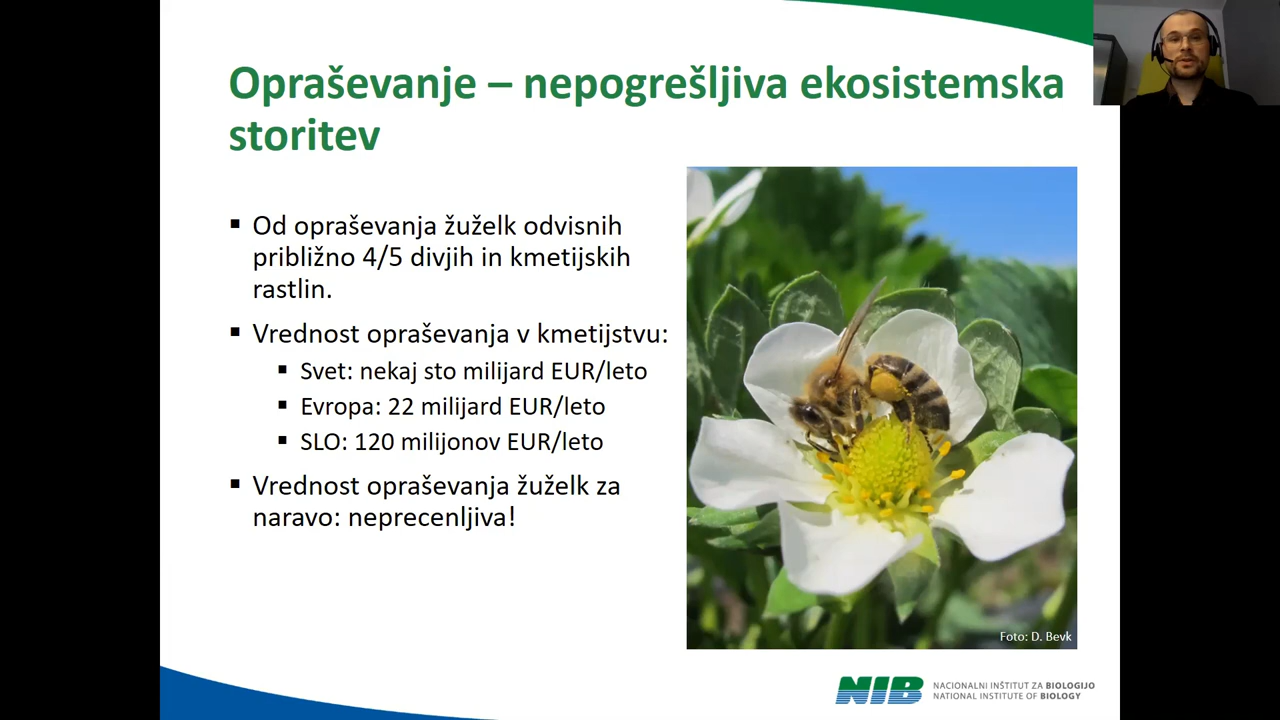 Opraševanje – nepogrešljiva ekosistemska
storitev
▪ Od opraševanja žuželk odvisnih
približno 4/5 divjih in kmetijskih
rastlin.
▪ Vrednost opraševanja v kmetijstvu:
▪ Svet: nekaj sto milijard EUR/leto
▪ Evropa: 22 milijard EUR/leto
▪ SLO: 120 milijonov EUR/leto
▪ Vrednost opraševanja žuželk za
naravo: neprecenljiva!
Foto: D. Bevk
NIB
NACIONALNI INŠTITUT ZA BIOLOGIJO
NATIONAL INSTITUTE OF BIOLOGY